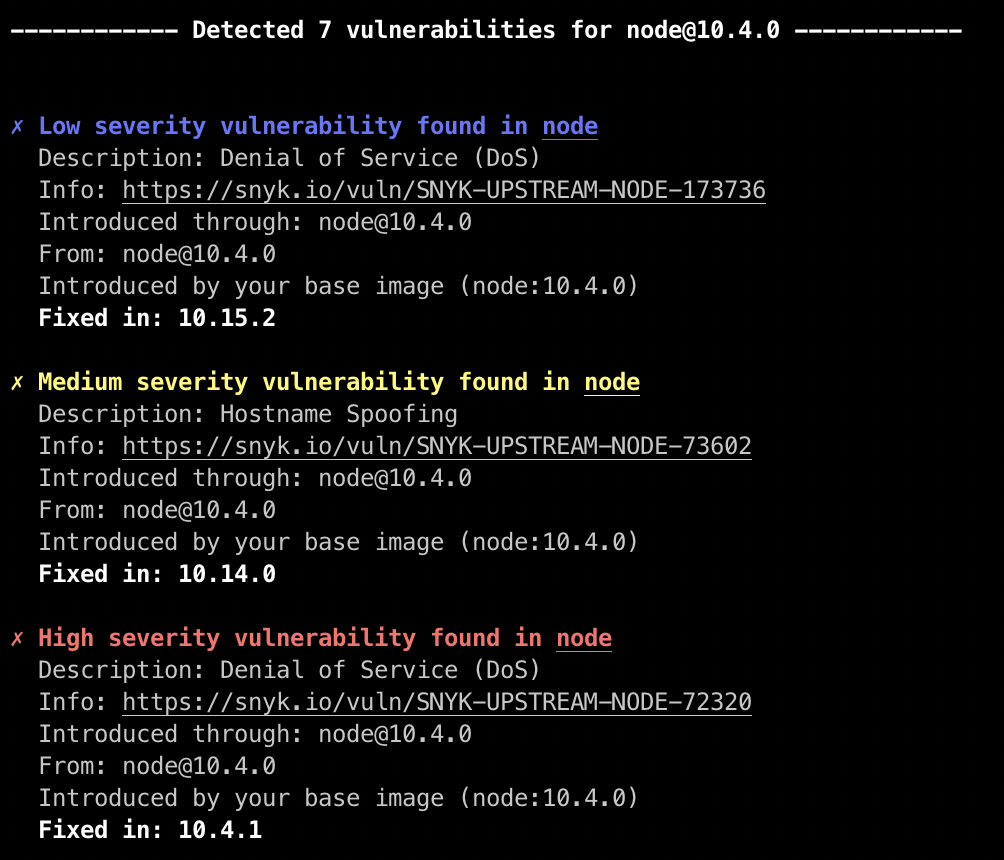 ------------ Detected 7 vulnerabilities for node@10.4.0 ------------
✗ Low severity vulnerability found in node
Description: Denial of Service (DoS)
Info: https://snyk.io/vuln/SNYK-UPSTREAM-NODE-173736
Introduced through: node@10.4.0
From: node@10.4.0
Introduced by your base image (node:10.4.0)
Fixed in: 10.15.2
✗ Medium severity vulnerability found in node
Description: Hostname Spoofing
Info: https://snyk.io/vuln/SNYK-UPSTREAM-NODE-73602
Introduced through: node@10.4.0
From: node@10.4.0
Introduced by your base image (node:10.4.0)
Fixed in: 10.14.0
✗ High severity vulnerability found in node
Description: Denial of Service (DoS)
Info: https://snyk.io/vuln/SNYK-UPSTREAM-NODE-72320
Introduced through: node@10.4.0
From: node@10.4.0
Introduced by your base image (node:10.4.0)
Fixed in: 10.4.1